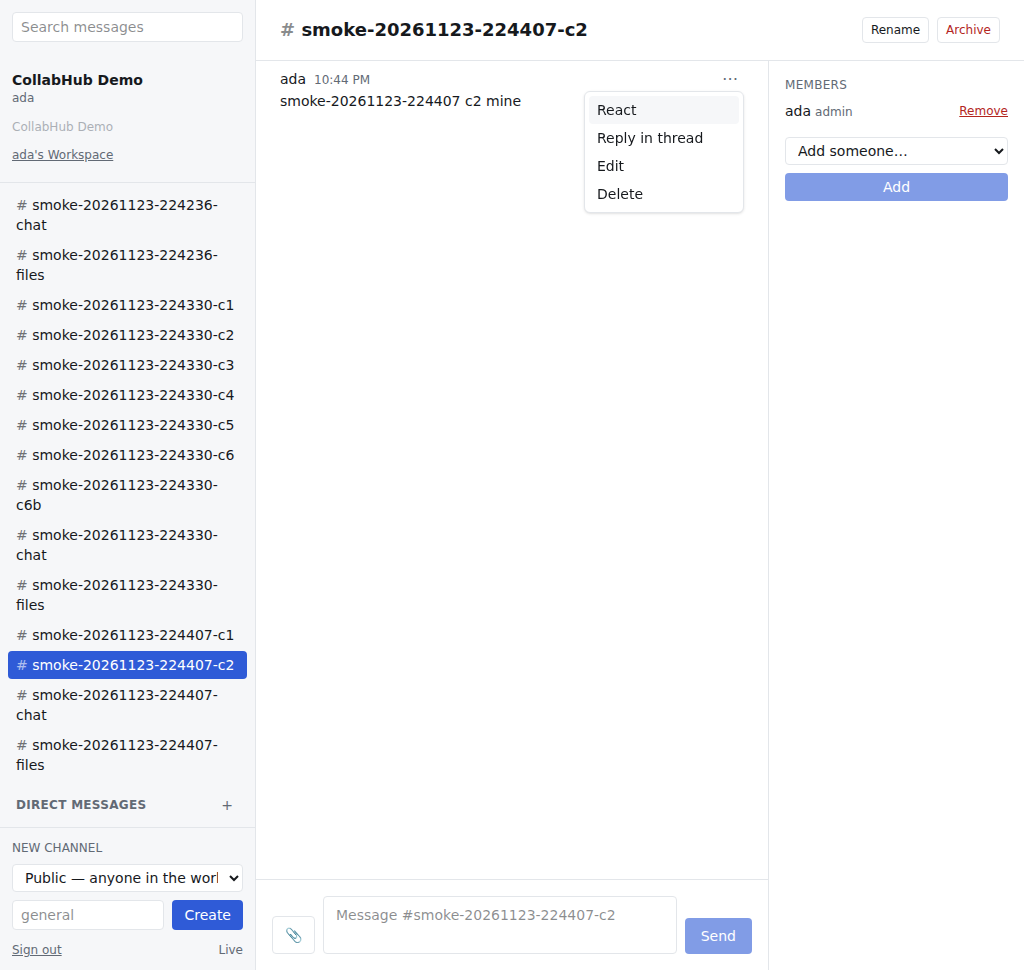 Search messages
CollabHub Demo
ada
CollabHub Demo
ada's Workspace
# smoke-20261123-224236-
chat
# smoke-20261123-224236-
files
# smoke-20261123-224330-c1
# smoke-20261123-224330-c2
# smoke-20261123-224330-c3
# smoke-20261123-224330-c4
# smoke-20261123-224330-c5
# smoke-20261123-224330-c6
# smoke-20261123-224330-
c6b
# smoke-20261123-224330-
chat
# smoke-20261123-224330-
files
# smoke-20261123-224407-c1
# smoke-20261123-224407-c2
# smoke-20261123-224407-
chat
# smoke-20261123-224407-
files
DIRECT MESSAGES +
NEW CHANNEL
Public — anyone in the worl
general
Create
Sign out
Live
# smoke-20261123-224407-c2
Rename
Archive
ada 10:44 PM
⋯
smoke-20261123-224407 c2 mine
React
Reply in thread
Edit
Delete
Message #smoke-20261123-224407-c2
Send
MEMBERS
ada admin
Remove
Add someone…
Add